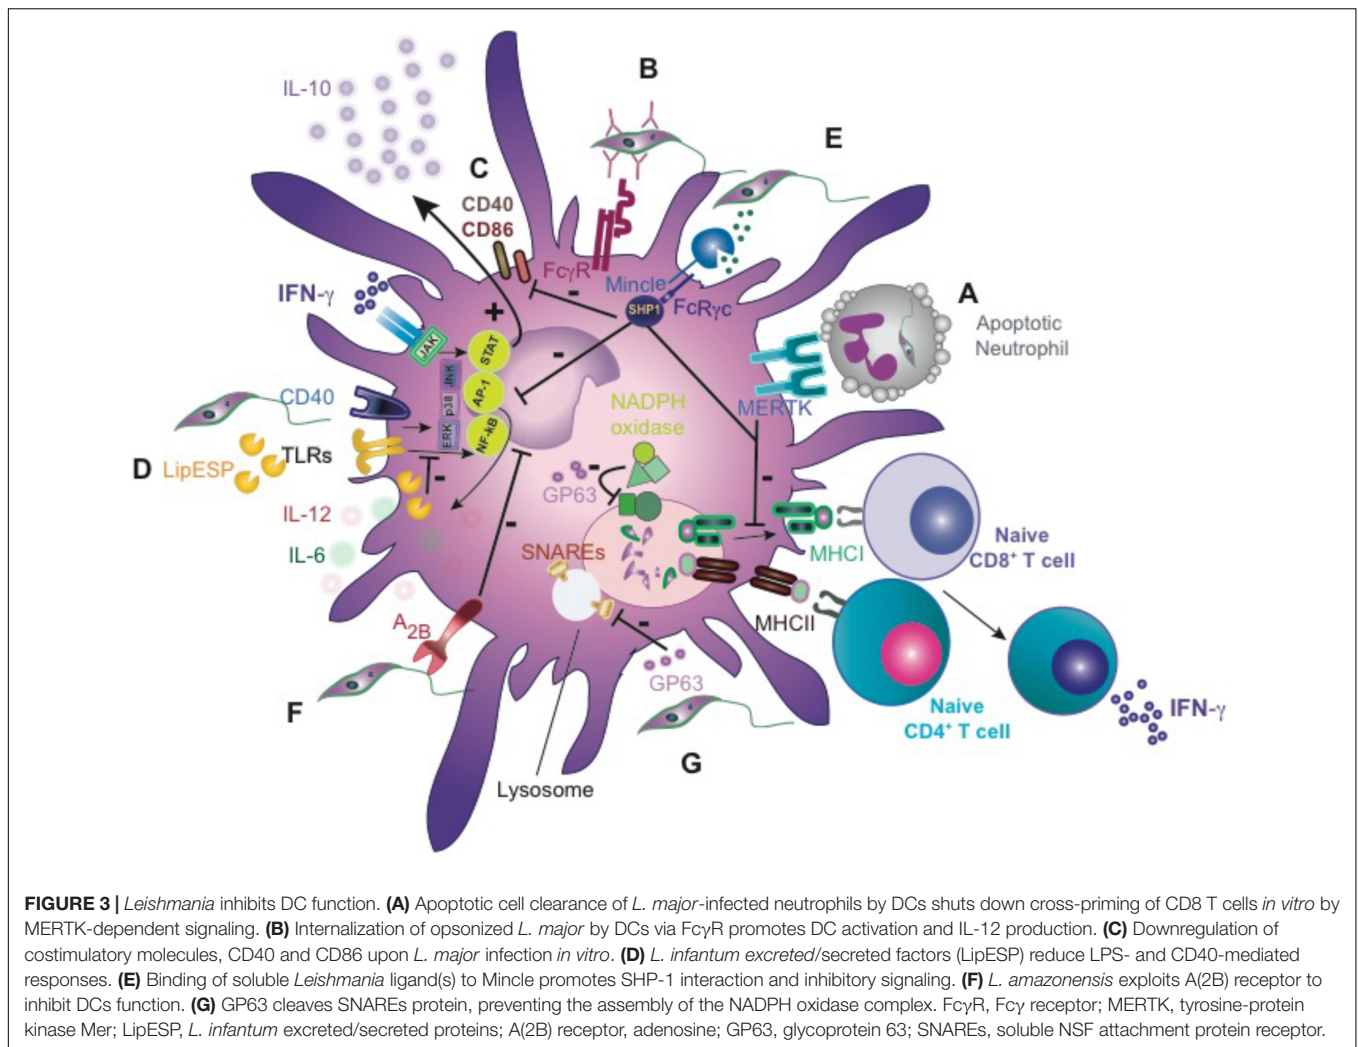 IL-10
B
E
C
CD40
CD86
FcγR
Mincle
SHP1
FcRγc
IFN-γ
A
Apoptotic
Neutrophil
+
-
-
JAK
STAT
JNK
AP-1
p38
ERK
NF-kB
CD40
MERTK
NADPH
oxidase
D
LipESP
TLRs
-
-
GP63
-
IL-12
IL-6
-
SNAREs
MHCI
Naive
CD8⁺ T cell
A2B
MHCII
-
GP63
F
G
Naive
CD4⁺ T cell
IFN-γ
Lysosome
FIGURE 3 | Leishmania inhibits DC function. (A) Apoptotic cell clearance of L. major-infected neutrophils by DCs shuts down cross-priming of CD8 T cells in vitro by
MERTK-dependent signaling. (B) Internalization of opsonized L. major by DCs via FcγR promotes DC activation and IL-12 production. (C) Downregulation of
costimulatory molecules, CD40 and CD86 upon L. major infection in vitro. (D) L. infantum excreted/secreted factors (LipESP) reduce LPS- and CD40-mediated
responses. (E) Binding of soluble Leishmania ligand(s) to Mincle promotes SHP-1 interaction and inhibitory signaling. (F) L. amazonensis exploits A(2B) receptor to
inhibit DCs function. (G) GP63 cleaves SNAREs protein, preventing the assembly of the NADPH oxidase complex. FcγR, Fcγ receptor; MERTK, tyrosine-protein
kinase Mer; LipESP, L. infantum excreted/secreted proteins; A(2B) receptor, adenosine; GP63, glycoprotein 63; SNAREs, soluble NSF attachment protein receptor.